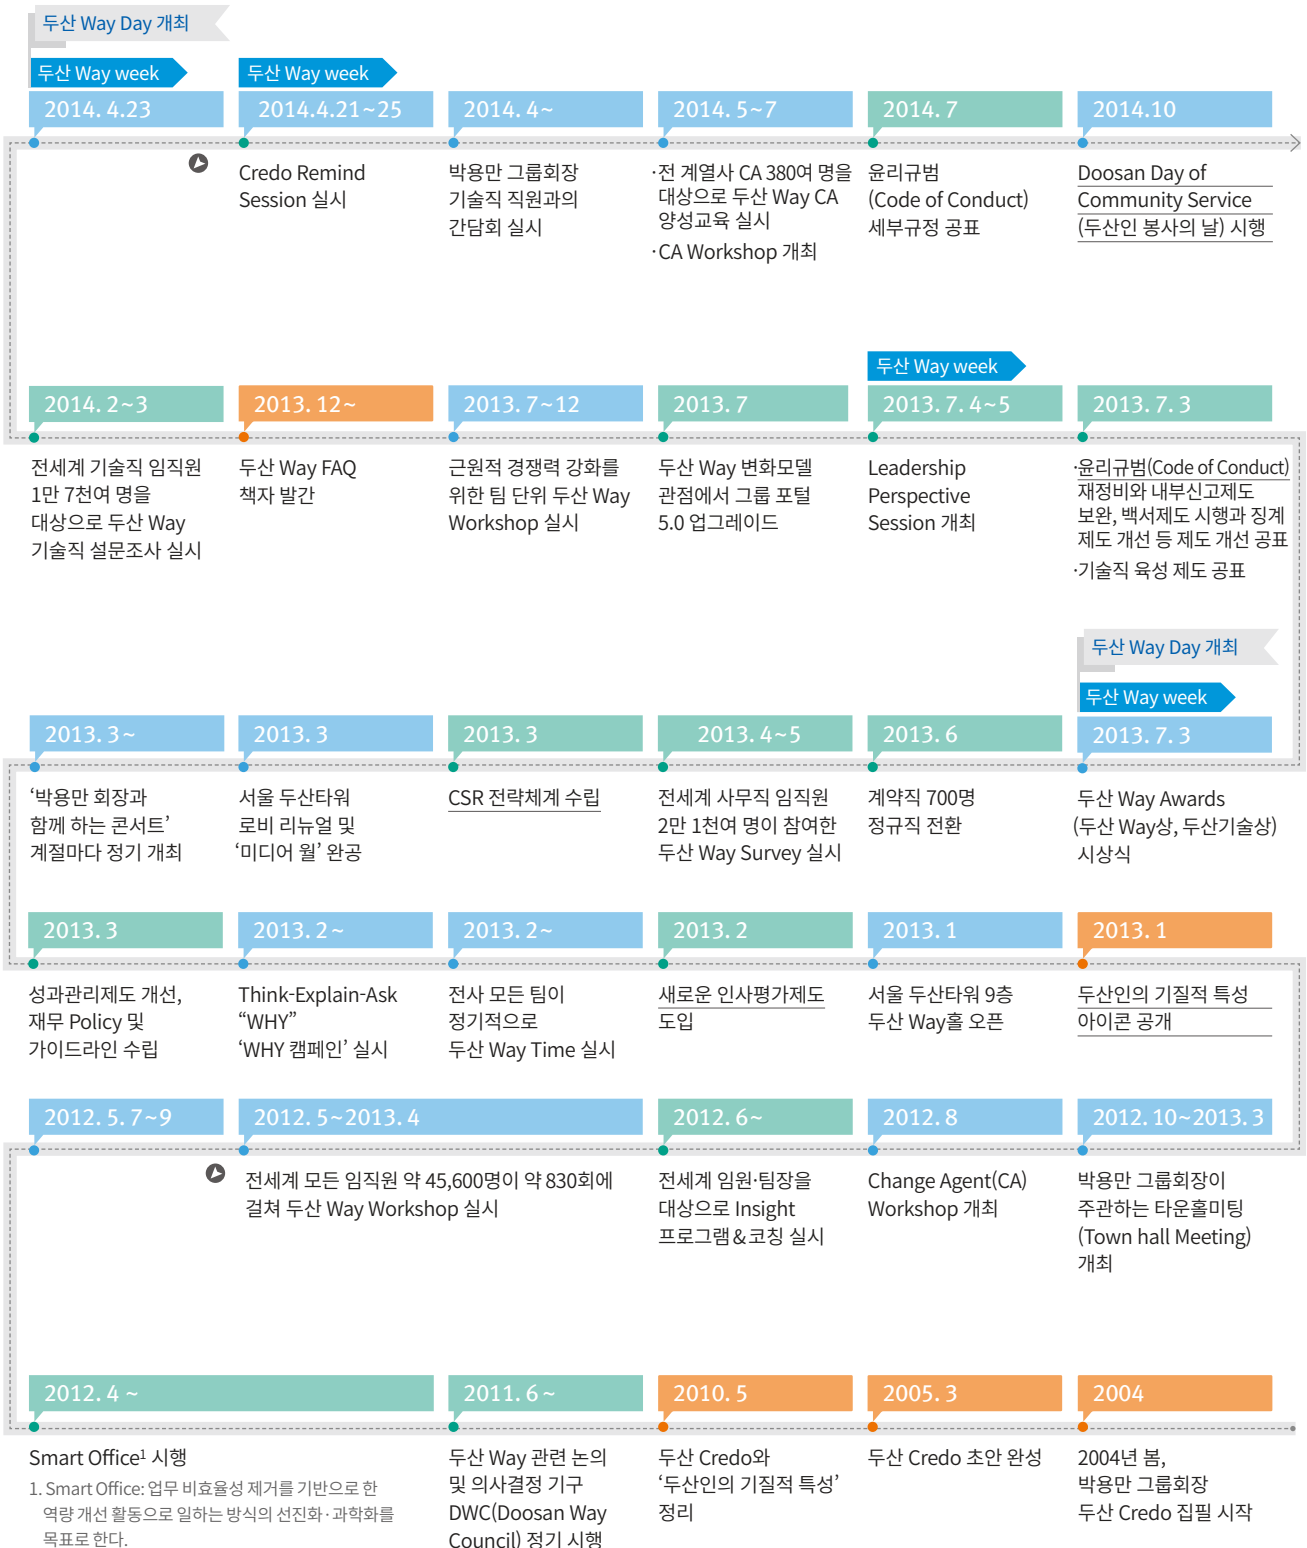 두산 Way Day 개최
두산 Way week
2014. 4.23
두산 Way week
2014.4.21~25
Credo Remind
Session 실시
2014. 4~
박용만 그룹회장
기술직 직원과의
간담회 실시
2014. 5~7
·전 계열사 CA 380여 명을
대상으로 두산 Way CA
양성교육 실시
·CA Workshop 개최
2014. 7
윤리규범
(Code of Conduct)
세부규정 공표
2014.10
Doosan Day of
Community Service
(두산인 봉사의 날) 시행
2014. 2~3
전세계 기술직 임직원
1만 7천여 명을
대상으로 두산 Way
기술직 설문조사 실시
2013. 12~
두산 Way FAQ
책자 발간
2013. 7~12
근원적 경쟁력 강화를
위한 팀 단위 두산 Way
Workshop 실시
2013. 7
두산 Way 변화모델
관점에서 그룹 포털
5.0 업그레이드
두산 Way week
2013. 7. 4~5
Leadership
Perspective
Session 개최
2013. 7. 3
·윤리규범(Code of Conduct)
재정비와 내부신고제도
보완, 백서제도 시행과 징계
제도 개선 등 제도 개선 공표
·기술직 육성 제도 공표
2013. 3~
‘박용만 회장과
함께 하는 콘서트’
계절마다 정기 개최
2013. 3
서울 두산타워
로비 리뉴얼 및
‘미디어 월’ 완공
2013. 3
CSR 전략체계 수립
2013. 4~5
전세계 사무직 임직원
2만 1천여 명이 참여한
두산 Way Survey 실시
2013. 6
계약직 700명
정규직 전환
두산 Way Day 개최
두산 Way week
2013. 7. 3
두산 Way Awards
(두산 Way상, 두산기술상)
시상식
2013. 3
성과관리제도 개선,
재무 Policy 및
가이드라인 수립
2013. 2~
Think-Explain-Ask
“WHY”
‘WHY 캠페인’ 실시
2013. 2~
전사 모든 팀이
정기적으로
두산 Way Time 실시
2013. 2
새로운 인사평가제도
도입
2013. 1
서울 두산타워 9층
두산 Way홀 오픈
2013. 1
두산인의 기질적 특성
아이콘 공개
2012. 5. 7~9
2012. 5~2013. 4
전세계 모든 임직원 약 45,600명이 약 830회에
걸쳐 두산 Way Workshop 실시
2012. 6~
전세계 임원·팀장을
대상으로 Insight
프로그램&코칭 실시
2012. 8
Change Agent(CA)
Workshop 개최
2012. 10~2013. 3
박용만 그룹회장이
주관하는 타운홀미팅
(Town hall Meeting)
개최
2012. 4 ~
Smart Office¹ 시행
1. Smart Office: 업무 비효율성 제거를 기반으로 한
역량 개선 활동으로 일하는 방식의 선진화·과학화를
목표로 한다.
2011. 6 ~
두산 Way 관련 논의
및 의사결정 기구
DWC(Doosan Way
Council) 정기 시행
2010. 5
두산 Credo와
‘두산인의 기질적 특성’
정리
2005. 3
두산 Credo 초안 완성
2004
2004년 봄,
박용만 그룹회장
두산 Credo 집필 시작